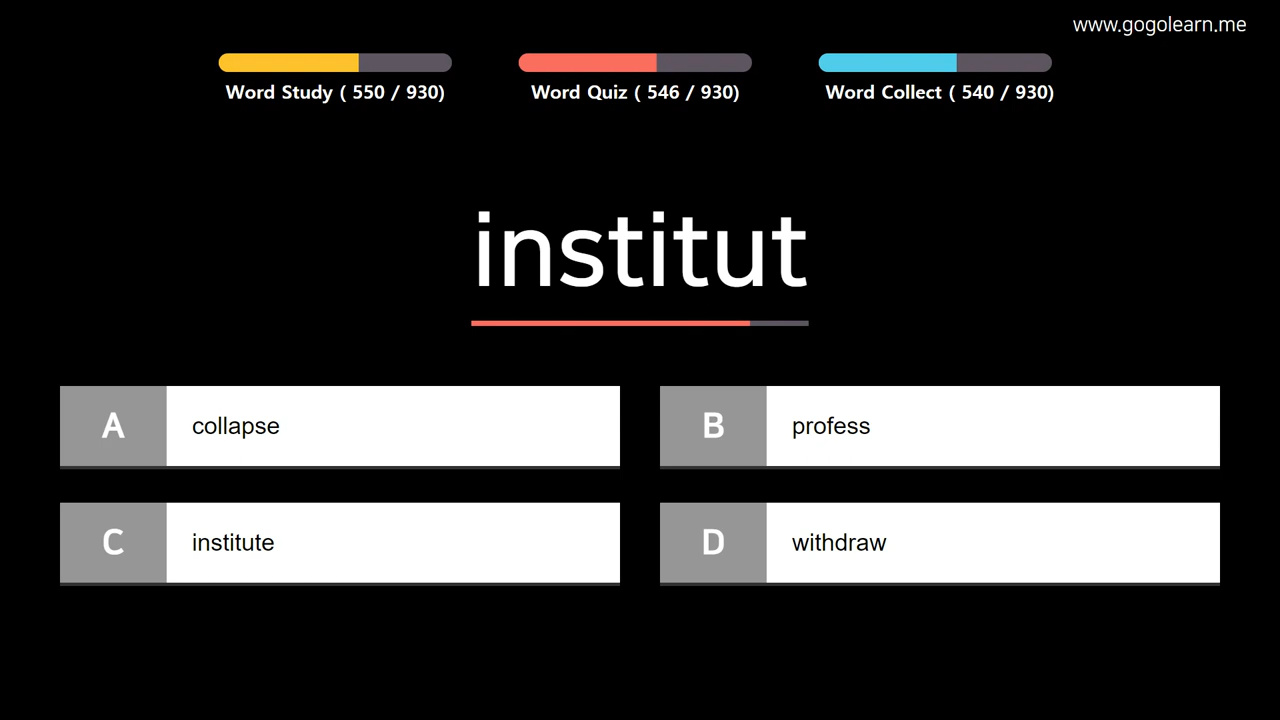 www.gogolearn.me
Word Study ( 550 / 930)
Word Quiz ( 546 / 930)
Word Collect ( 540 / 930)
institut
A collapse
B profess
C institute
D withdraw